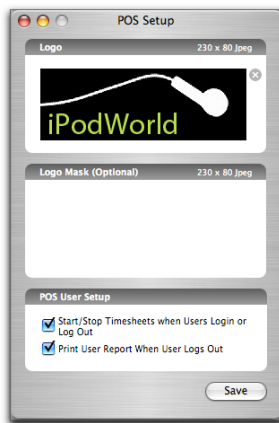 POS Setup
Logo 230 x 80 Jpeg
iPodWorld
Logo Mask (Optional) 230 x 80 Jpeg
POS User Setup
Start/Stop Timesheets when Users Login or
Log Out
Print User Report When User Logs Out
Save